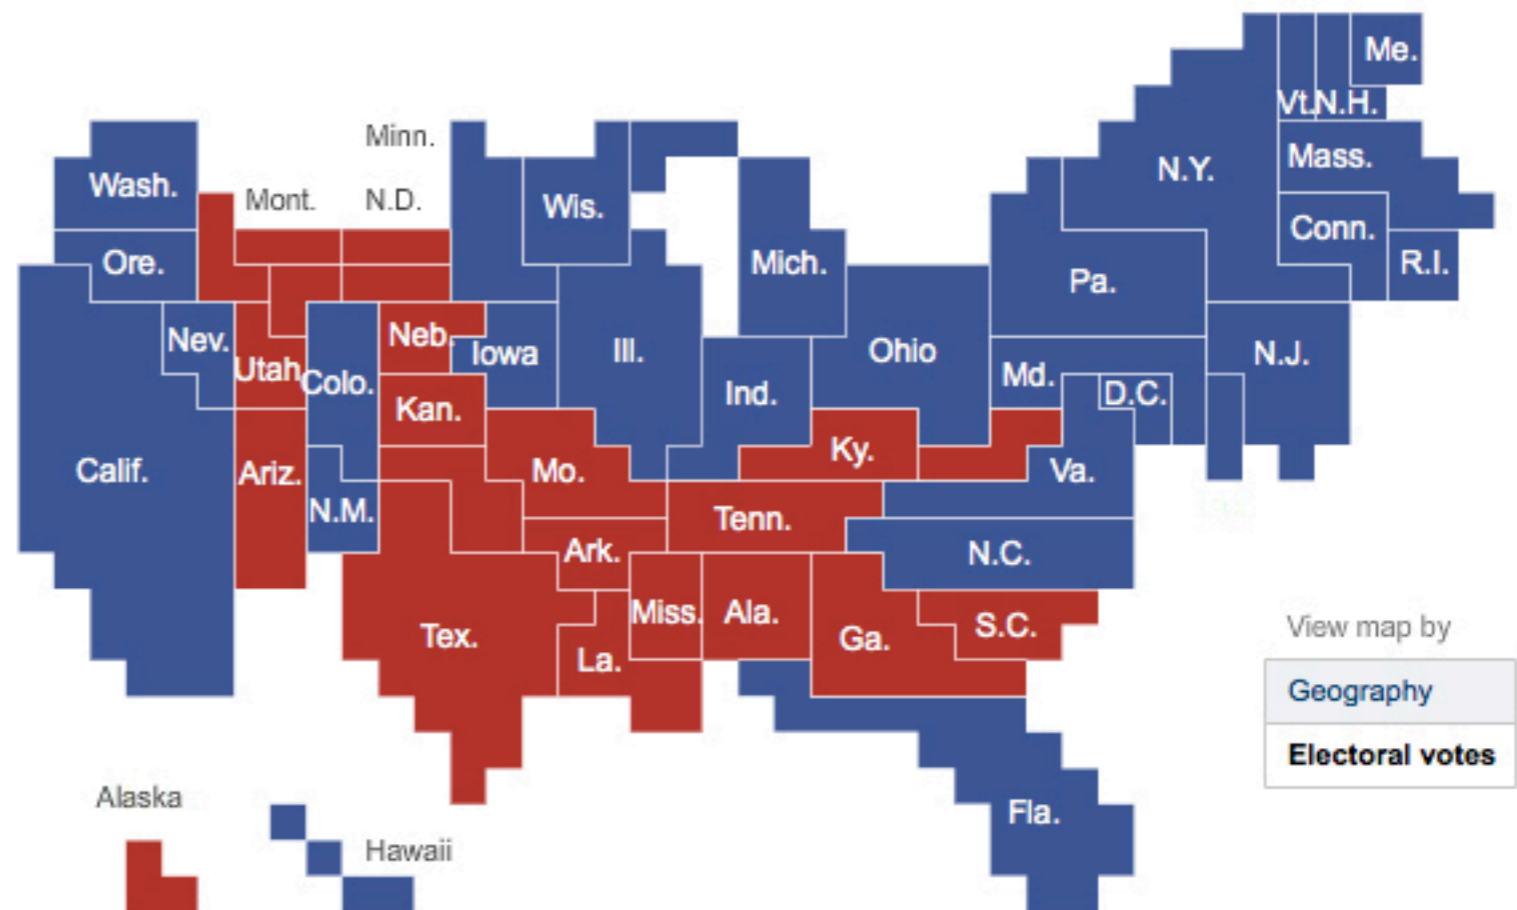 Me.
Vt.
N.H.
Minn.
Mass.
N.Y.
Wash.
Mont.
N.D.
Wis.
Conn.
Ore.
Mich.
R.I.
Pa.
Nev.
Neb.
Iowa
Ill.
Ohio
N.J.
Utah
Colo.
Md.
D.C.
Ind.
Kan.
Calif.
Ariz.
Mo.
Ky.
Va.
N.M.
Tenn.
Ark.
N.C.
Tex.
Miss.
Ala.
Ga.
S.C.
La.
View map by
Geography
Electoral votes
Alaska
Hawaii
Fla.